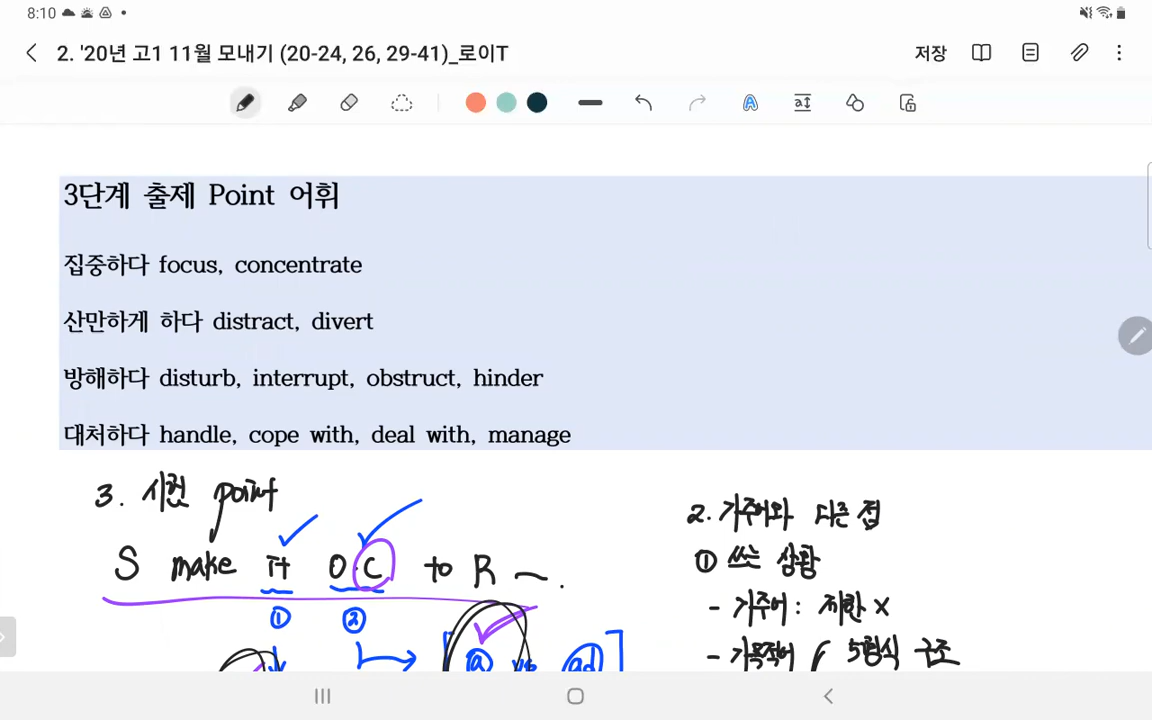 8:10
2. '20년 고1 11월 모내기 (20-24, 26, 29-41)_로이T
저장
3단계 출제 Point 어휘
집중하다 focus, concentrate
산만하게 하다 distract, divert
방해하다 disturb, interrupt, obstruct, hinder
대처하다 handle, cope with, deal with, manage
3. 시험 point
S make it O·C to R ~.
① ②
[ⓐ vs ad]
2. 가주어와 다른 점
① 쓰는 상황
- 가주어 : 제한 X
- 가목적어 ( 5형식 구조